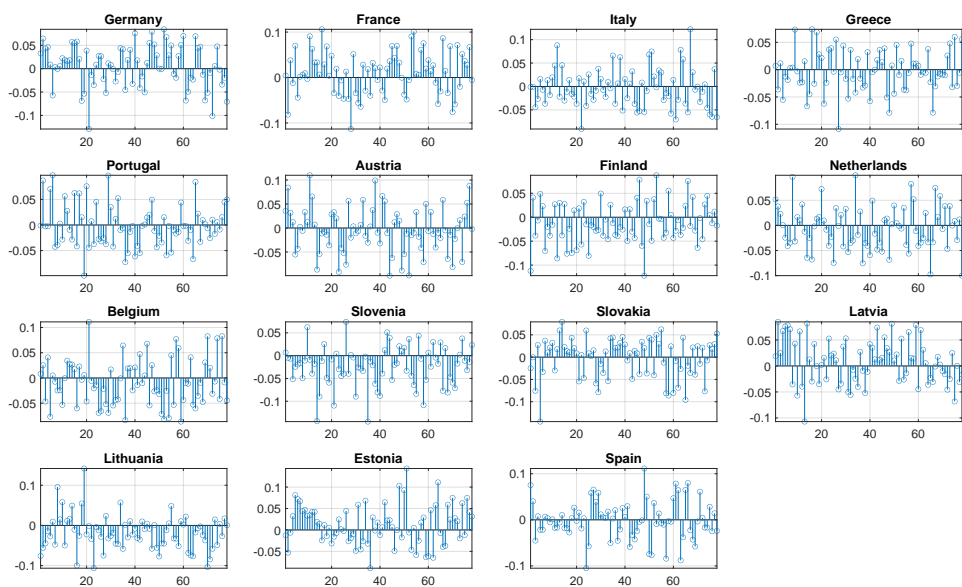 Germany
0.05
0
-0.05
-0.1
20 40 60
France
0.1
0
-0.1
20 40 60
Italy
0.1
0.05
0
-0.05
20 40 60
Greece
0.05
0
-0.05
-0.1
20 40 60
Portugal
0.05
0
-0.05
20 40 60
Austria
0.1
0.05
0
-0.05
20 40 60
Finland
0.05
0
-0.05
-0.1
20 40 60
Netherlands
0.05
0
-0.05
-0.1
20 40 60
Belgium
0.1
0.05
0
-0.05
20 40 60
Slovenia
0.05
0
-0.05
-0.1
20 40 60
Slovakia
0.05
0
-0.05
-0.1
20 40 60
Latvia
0.05
0
-0.05
-0.1
20 40 60
Lithuania
0.1
0
-0.1
20 40 60
Estonia
0.1
0.05
0
-0.05
20 40 60
Spain
0.1
0.05
0
-0.05
-0.1
20 40 60